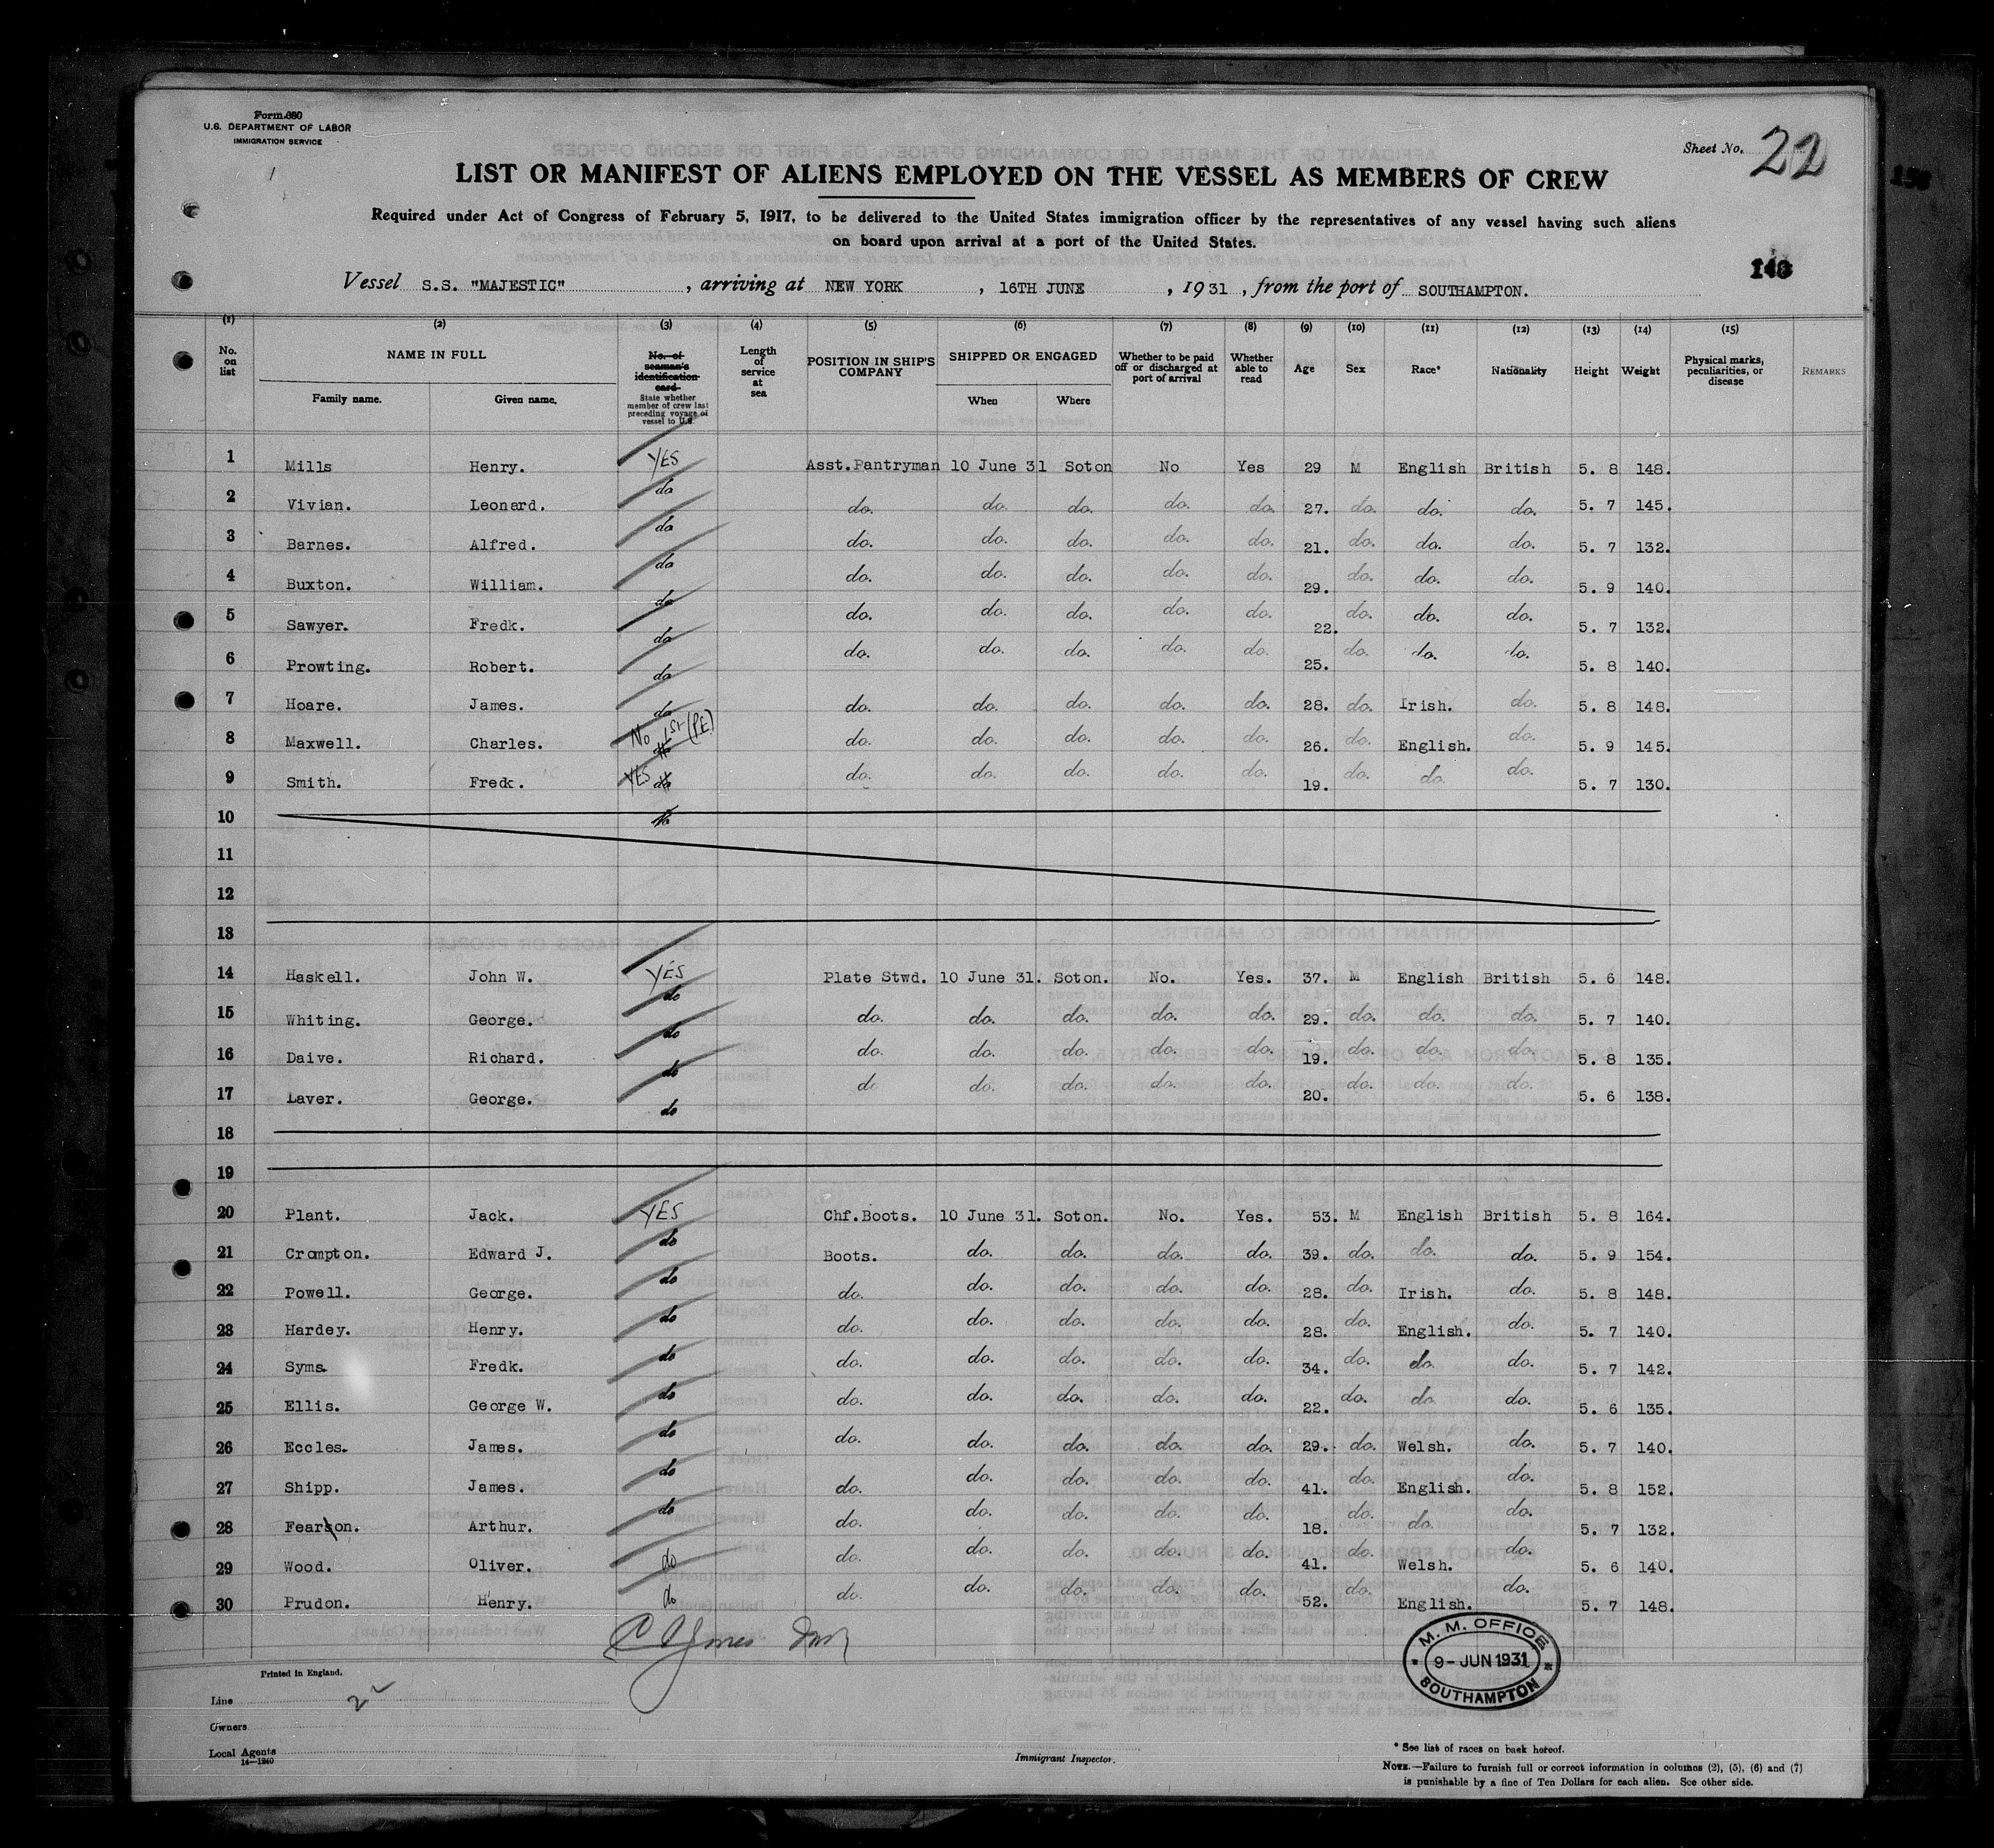 Form 680
U.S. DEPARTMENT OF LABOR
IMMIGRATION SERVICE
Sheet No. 22
LIST OR MANIFEST OF ALIENS EMPLOYED ON THE VESSEL AS MEMBERS OF CREW
Required under Act of Congress of February 5, 1917, to be delivered to the United States immigration officer by the representatives of any vessel having such aliens
on board upon arrival at a port of the United States.
143
Vessel S.S. "MAJESTIC", arriving at NEW YORK, 16TH JUNE, 1931, from the port of SOUTHAMPTON.
(1) (2) (3) (4) (5) (6) (7) (8) (9) (10) (11) (12) (13) (14) (15)
No. on list NAME IN FULL Family name. Given name. No. of seaman's identification card State whether member of crew last preceding voyage of vessel to U.S. Length of service at sea POSITION IN SHIP'S COMPANY SHIPPED OR ENGAGED When Where Whether to be paid off or discharged at port of arrival Whether able to read Age Sex Race* Nationality Height Weight Physical marks, peculiarities, or disease REMARKS
1 Mills Henry. YES Asst.Pantryman 10 June 31 Soton No Yes 29 M English British 5. 8 148.
2 Vivian. Leonard. do do. do. do. do. do. 27. do. do. do. 5. 7 145.
3 Barnes. Alfred. do do. do. do. do. do. 21. do. do. do. 5. 7 132.
4 Buxton. William. do do. do. do. do. do. 29. do. do. do. 5. 9 140.
5 Sawyer. Fredk. do do. do. do. do. do. 22. do. do. do. 5. 7 132.
6 Prowting. Robert. do do. do. do. do. do. 25. do. do. do. 5. 8 140.
7 Hoare. James. do do. do. do. do. do. 28. do. Irish. do. 5. 8 148.
8 Maxwell. Charles. do No 1st (PE) do. do. do. do. do. 26. do. English. do. 5. 9 145.
9 Smith. Fredk. YES do do. do. do. do. do. 19. do. do. do. 5. 7 130.
10
11
12
13
14 Haskell. John W. YES Plate Stwd. 10 June 31. Soton. No. Yes. 37. M English British 5. 6 148.
15 Whiting. George. do do. do. do. do. do. 29. do. do. do. 5. 7 140.
16 Daive. Richard. do do. do. do. do. do. 19. do. do. do. 5. 8 135.
17 Laver. George. do do do. do. do. do. 20. do. do. do. 5. 6 138.
do
18
19
20 Plant. Jack. YES Chf.Boots. 10 June 31. Soton. No. Yes. 53. M English British 5. 8 164.
21 Crompton. Edward J. do Boots. do. do. do. do. 39. do. do. do. 5. 9 154.
22 Powell. George. do do. do. do. do. do. 28. do. Irish. do. 5. 8 148.
23 Hardey. Henry. do do. do. do. do. do. 28. do. English. do. 5. 7 140.
24 Syms. Fredk. do do. do. do. do. do. 34. do. do. do. 5. 7 142.
25 Ellis. George W. do do. do. do. do. do. 22. do. do. do. 5. 6 135.
26 Eccles. James. do do. do. do. do. do. 29. do. Welsh. do. 5. 7 140.
27 Shipp. James. do do. do. do. do. do. 41. do. English. do. 5. 8 152.
28 Fearson. Arthur. do do. do. do. do. do. 18. do. do. do. 5. 7 132.
29 Wood. Oliver. do do. do. do. do. do. 41. do. Welsh. do. 5. 6 140.
30 Prudon. Henry. do do. do. do. do. do. 52. do. English. do. 5. 7 148.
M. M. OFFICE
9-JUN 1931
SOUTHAMPTON
Printed in England.
Line 22
Owners
Local Agents
14-1240
Immigrant Inspector.
* See list of races on back hereof.
NOTE.—Failure to furnish full or correct information in columns (2), (5), (6) and (7)
is punishable by a fine of Ten Dollars for each alien. See other side.